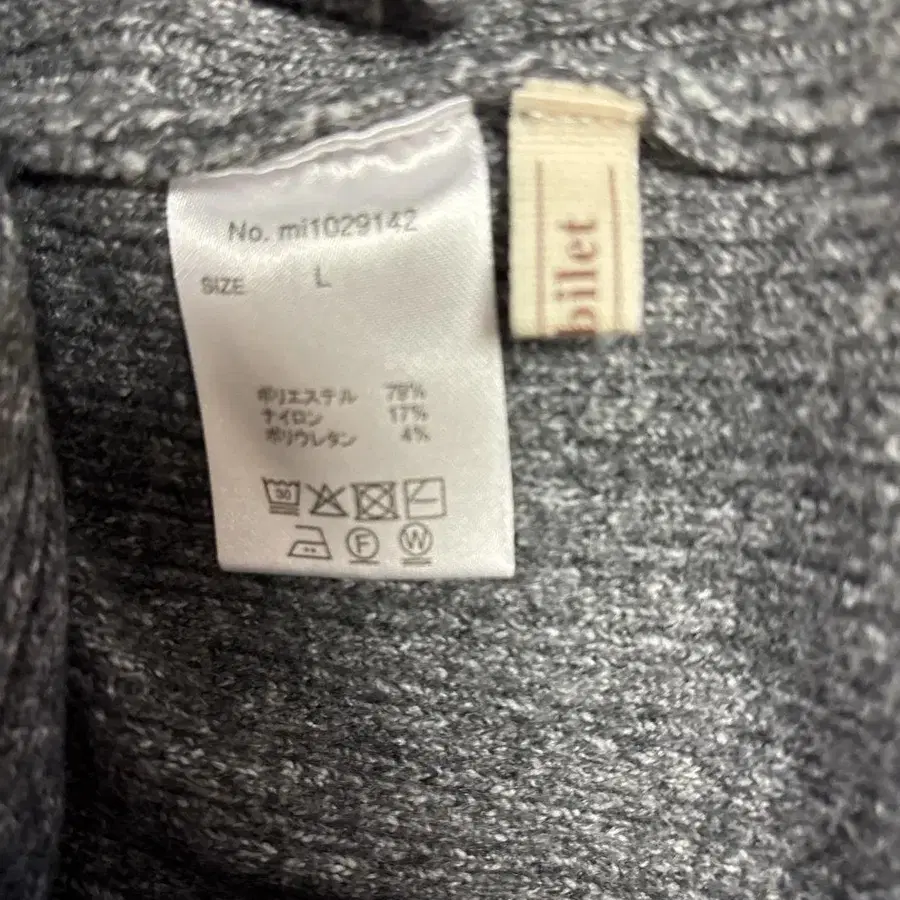 No. mi1029142
SIZE L
ポリエステル 79%
ナイロン 17%
ポリウレタン 4%
30
F W
bilet